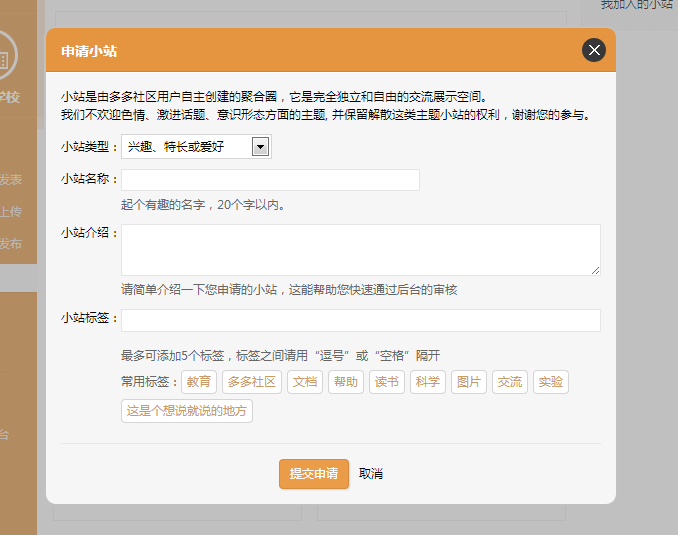 我加入的小站
学校
发表
上传
发布
台
申请小站
小站是由多多社区用户自主创建的聚合圈，它是完全独立和自由的交流展示空间。
我们不欢迎色情、激进话题、意识形态方面的主题, 并保留解散这类主题小站的权利，谢谢您的参与。
小站类型：兴趣、特长或爱好
小站名称：
起个有趣的名字，20个字以内。
小站介绍：
请简单介绍一下您申请的小站，这能帮助您快速通过后台的审核
小站标签：
最多可添加5个标签，标签之间请用“逗号”或“空格”隔开
常用标签：教育 多多社区 文档 帮助 读书 科学 图片 交流 实验
这是个想说就说的地方
提交申请 取消